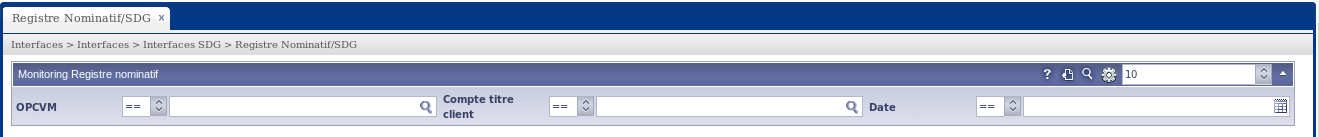 Registre Nominatif/SDG x
Interfaces > Interfaces > Interfaces SDG > Registre Nominatif/SDG
Monitoring Registre nominatif ? 10
OPCVM == Compte titre client == Date ==